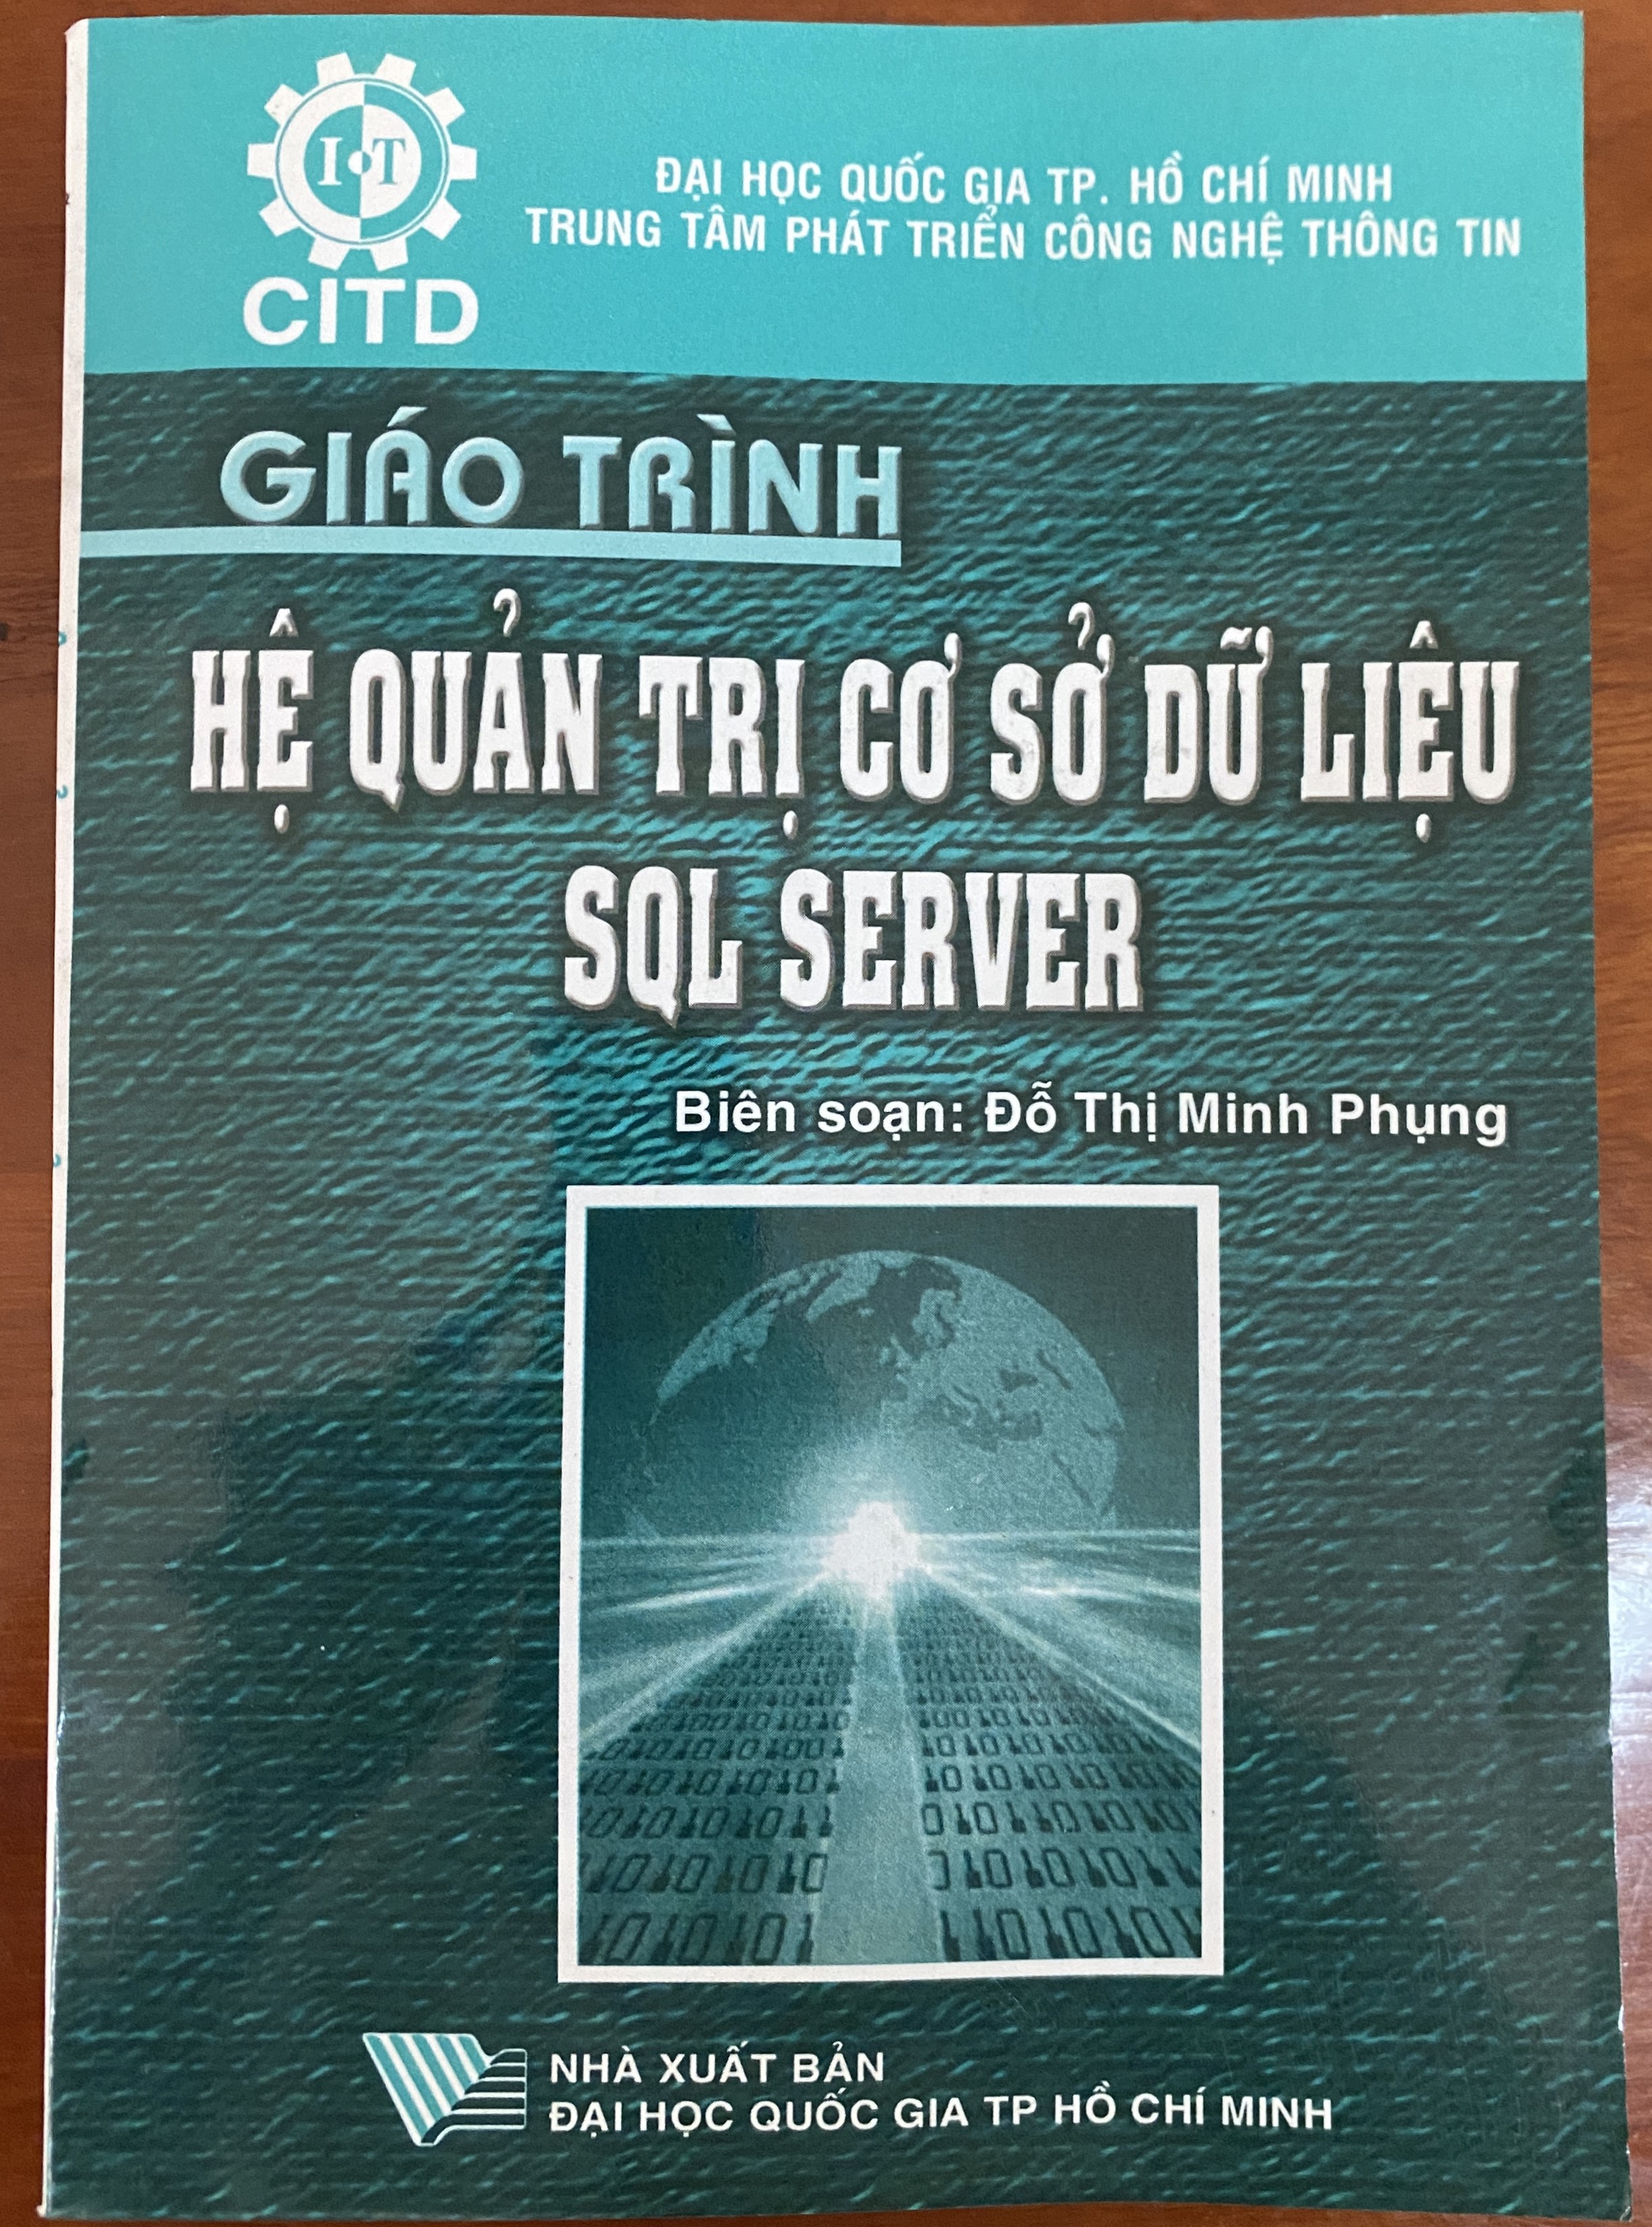 I T
CITD
ĐẠI HỌC QUỐC GIA TP. HỒ CHÍ MINH
TRUNG TÂM PHÁT TRIỂN CÔNG NGHỆ THÔNG TIN
GIÁO TRÌNH
HỆ QUẢN TRỊ CƠ SỞ DỮ LIỆU
SQL SERVER
Biên soạn: Đỗ Thị Minh Phụng
NHÀ XUẤT BẢN
ĐẠI HỌC QUỐC GIA TP HỒ CHÍ MINH